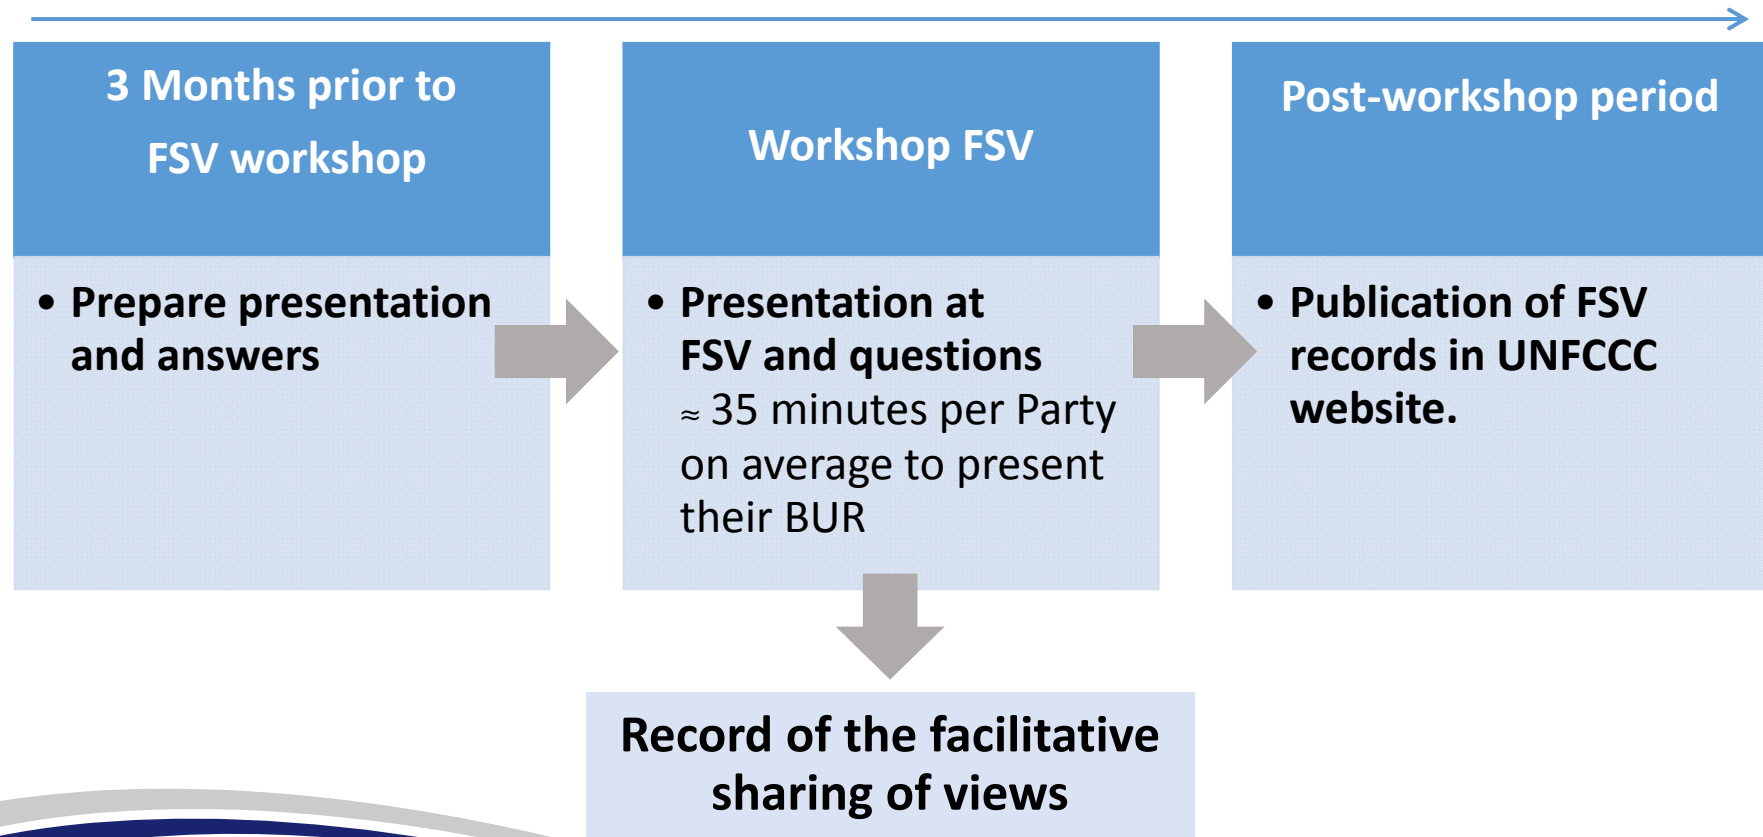 3 Months prior to
FSV workshop
• Prepare presentation
and answers
Workshop FSV
• Presentation at
FSV and questions
≈ 35 minutes per Party
on average to present
their BUR
Post-workshop period
• Publication of FSV
records in UNFCCC
website.
Record of the facilitative
sharing of views